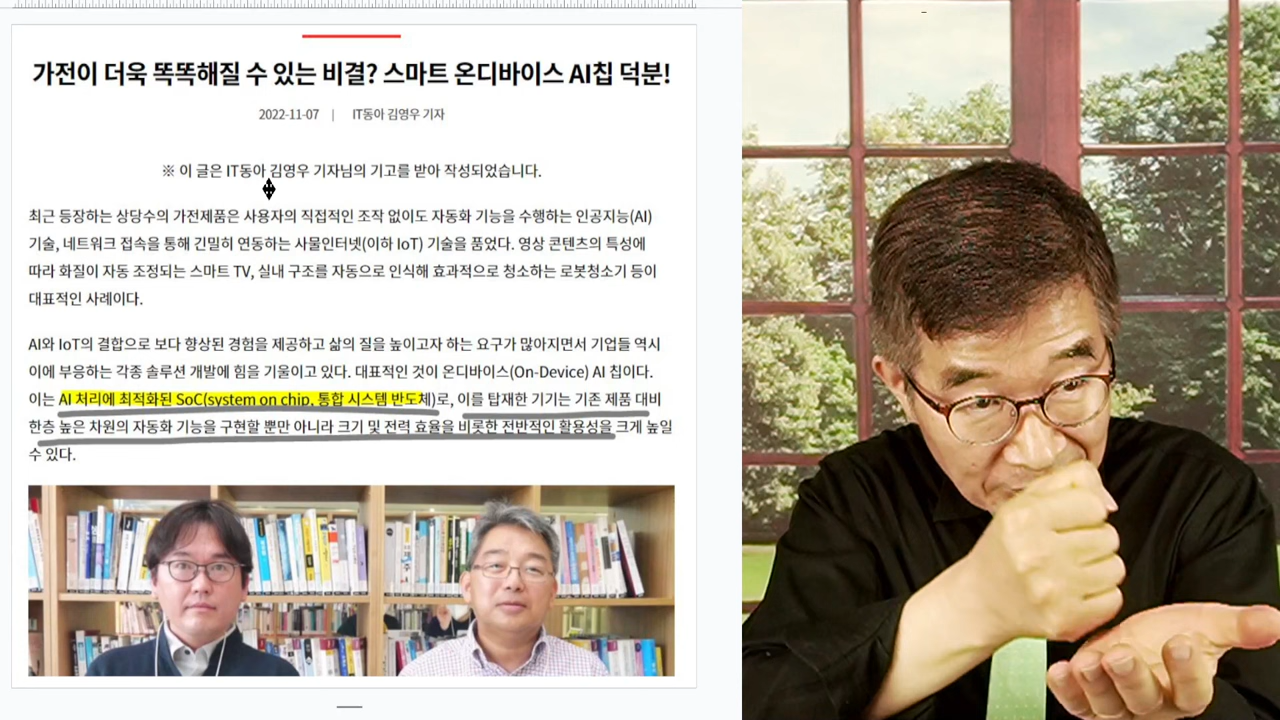 가전이 더욱 똑똑해질 수 있는 비결? 스마트 온디바이스 AI칩 덕분!
2022-11-07 | IT동아 김영우 기자
※ 이 글은 IT동아 김영우 기자님의 기고를 받아 작성되었습니다.
최근 등장하는 상당수의 가전제품은 사용자의 직접적인 조작 없이도 자동화 기능을 수행하는 인공지능(AI)
기술, 네트워크 접속을 통해 긴밀히 연동하는 사물인터넷(이하 IoT) 기술을 품었다. 영상 콘텐츠의 특성에
따라 화질이 자동 조정되는 스마트 TV, 실내 구조를 자동으로 인식해 효과적으로 청소하는 로봇청소기 등이
대표적인 사례이다.
AI와 IoT의 결합으로 보다 향상된 경험을 제공하고 삶의 질을 높이고자 하는 요구가 많아지면서 기업들 역시
이에 부응하는 각종 솔루션 개발에 힘을 기울이고 있다. 대표적인 것이 온디바이스(On-Device) AI 칩이다.
이는 AI 처리에 최적화된 SoC(system on chip, 통합 시스템 반도체)로, 이를 탑재한 기기는 기존 제품 대비
한층 높은 차원의 자동화 기능을 구현할 뿐만 아니라 크기 및 전력 효율을 비롯한 전반적인 활용성을 크게 높일
수 있다.